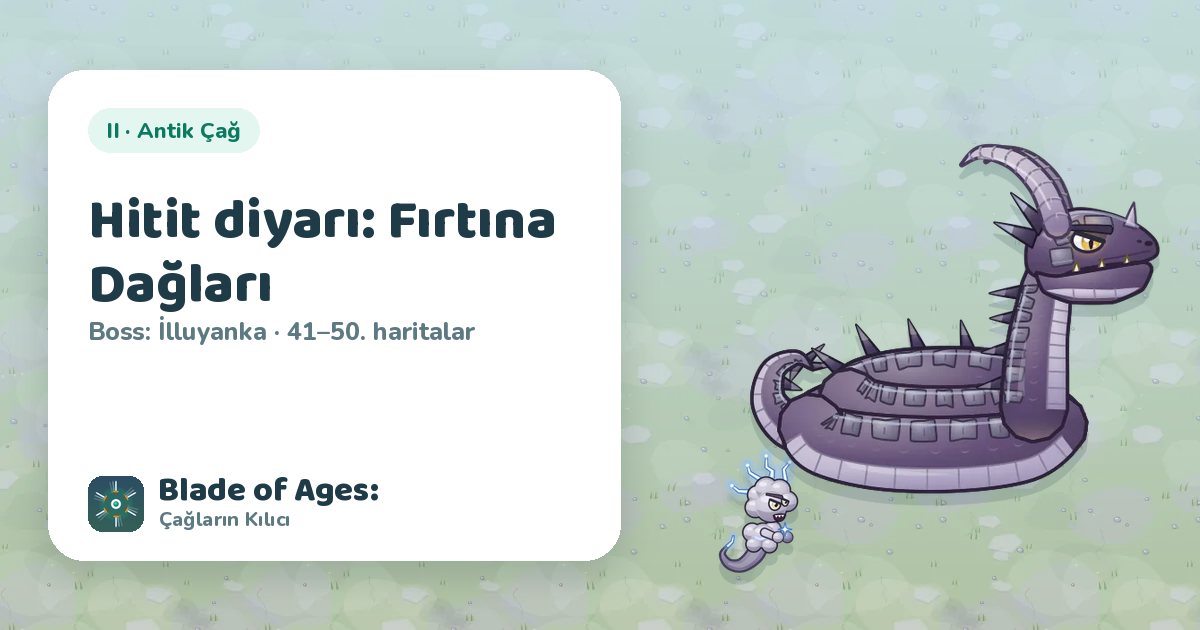 II · Antik Çağ
Hitit diyarı: Fırtına
Dağları
Boss: İlluyanka · 41–50. haritalar
Blade of Ages:
Çağların Kılıcı